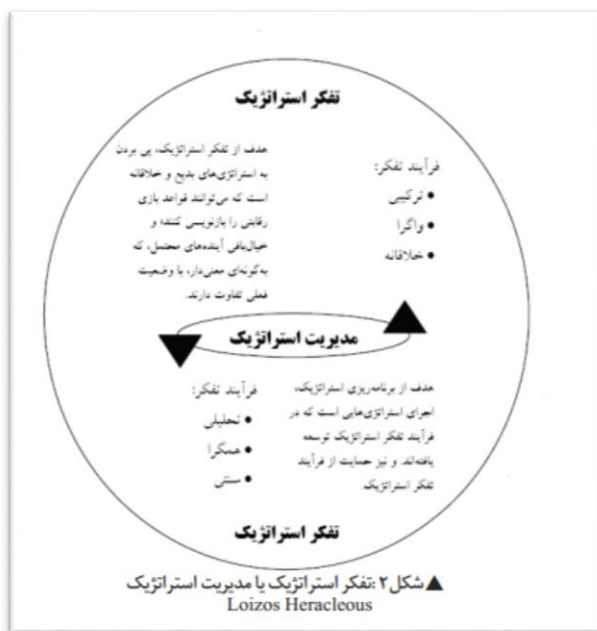 تفکر استراتژیک
فرآیند تفکر:
• ترکیبی
• واگرا
• خلاقانه
هدف از تفکر استراتژیک، پی بردن
به استراتژی‌های بدیع و خلاقانه
است که می‌توانند قواعد بازی
رقابتی را بازنویسی کنند؛ و
خیال‌بافی آینده‌های محتمل، که
به‌گونه‌ای معنی‌دار، با وضعیت
فعلی تفاوت دارند.
مدیریت استراتژیک
هدف از برنامه‌ریزی استراتژیک،
اجرای استراتژی‌هایی است که در
فرآیند تفکر استراتژیک توسعه
یافته‌اند. و نیز حمایت از فرآیند
تفکر استراتژیک.
فرآیند تفکر:
• تحلیلی
• همگرا
• سنتی
تفکر استراتژیک
▲شکل۲ :تفکر استراتژیک یا مدیریت استراتژیک
Loizos Heracleous